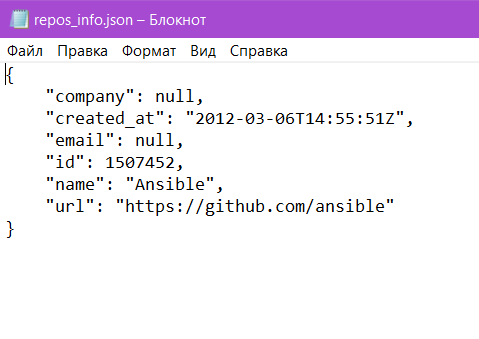 repos_info.json – Блокнот
Файл Правка Формат Вид Справка
{
    "company": null,
    "created_at": "2012-03-06T14:55:51Z",
    "email": null,
    "id": 1507452,
    "name": "Ansible",
    "url": "https://github.com/ansible"
}